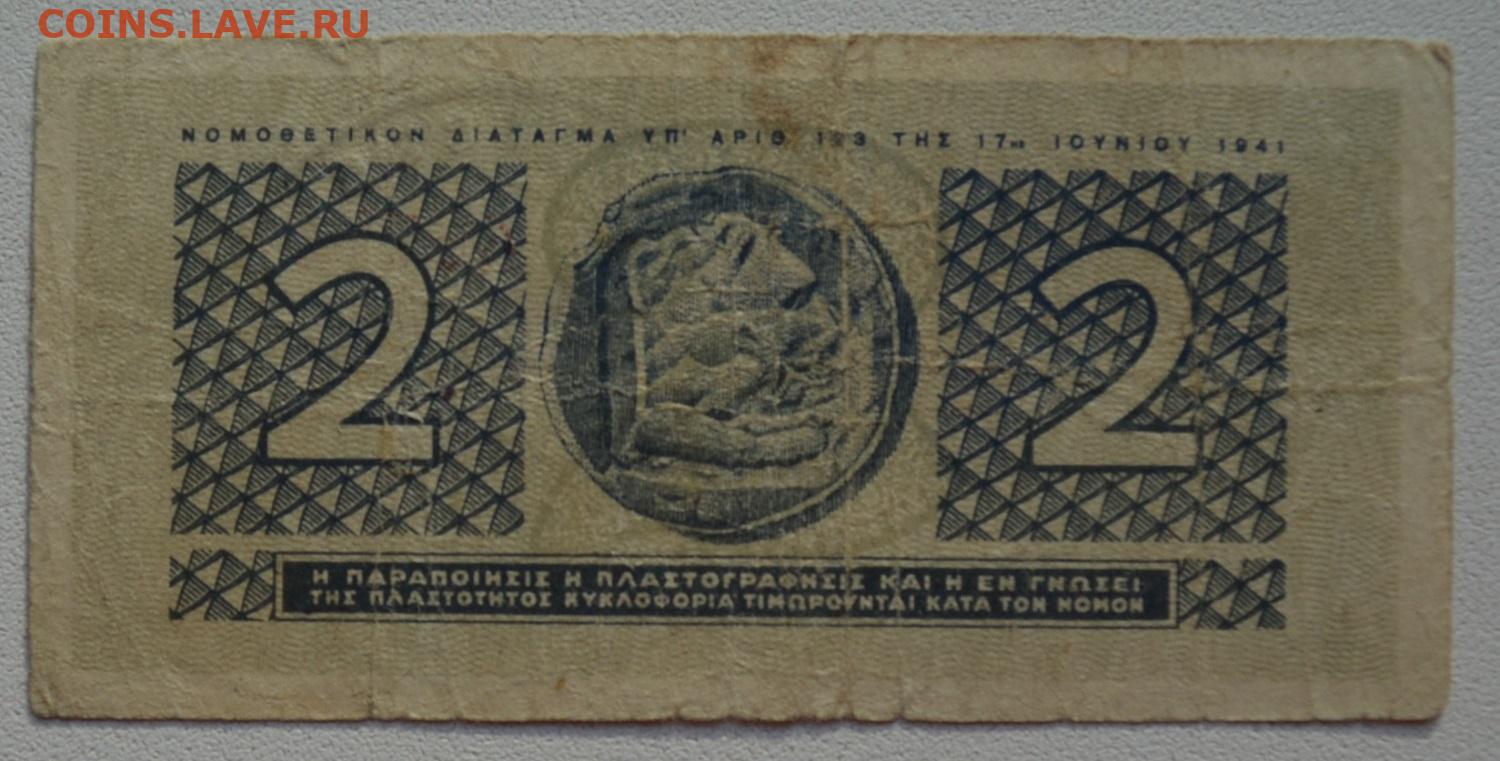 COINS.LAVE.RU
ΝΟΜΟΘΕΤΙΚΟΝ ΔΙΑΤΑΓΜΑ ΥΠ' ΑΡΙΘ ΤΗΣ 17ης ΙΟΥΝΙΟΥ 1941
2 2
Η ΠΑΡΑΠΟΙΗΣΙΣ Η ΠΛΑΣΤΟΓΡΑΦΗΣΙΣ ΚΑΙ Η ΕΝ ΓΝΩΣΕΙ
ΤΗΣ ΠΛΑΣΤΟΤΗΤΟΣ ΚΥΚΛΟΦΟΡΙΑ ΤΙΜΩΡΟΥΝΤΑΙ ΚΑΤΑ ΤΟΝ ΝΟΜΟΝ